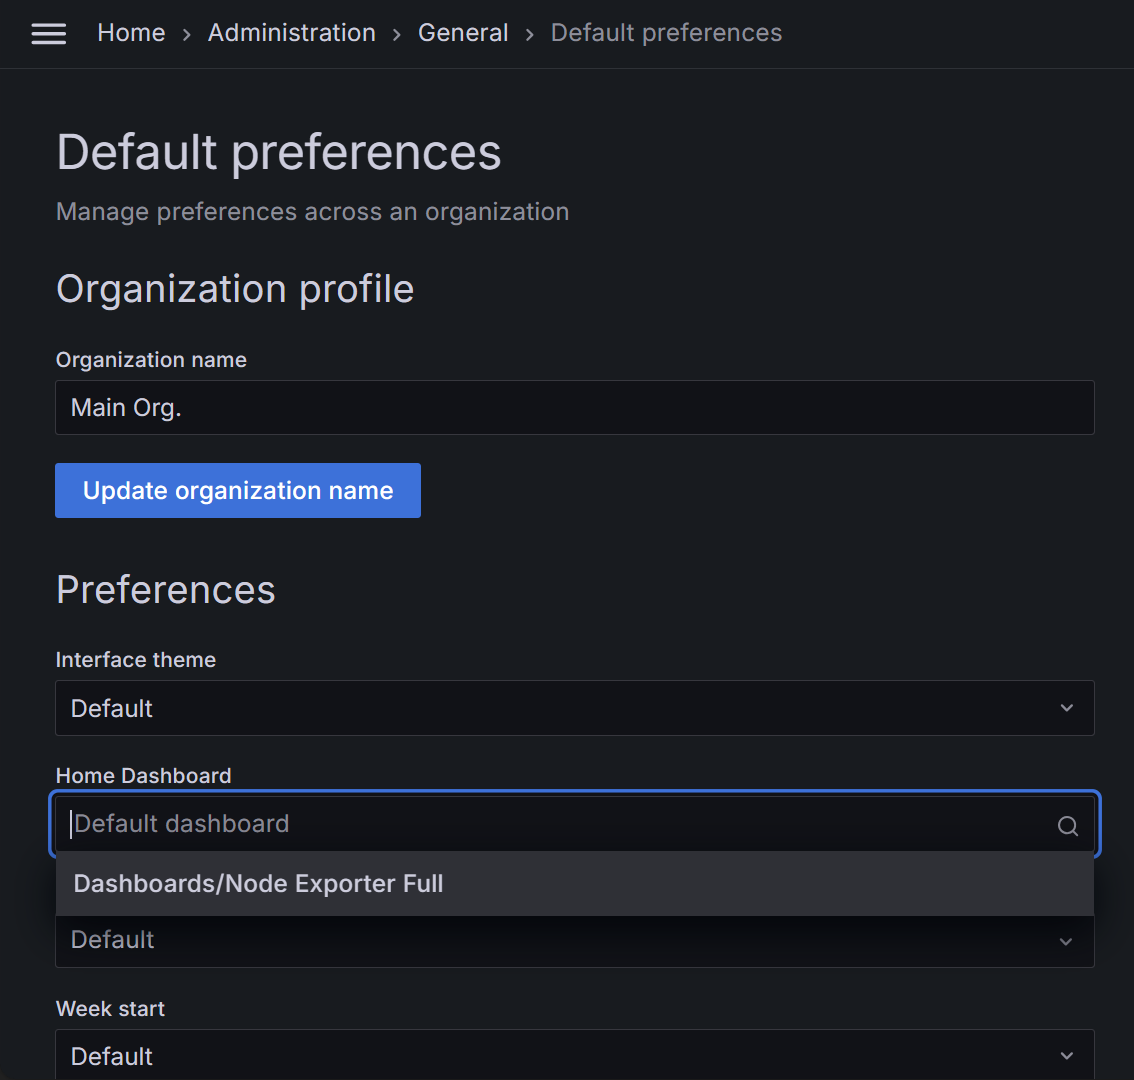 Home > Administration > General > Default preferences
Default preferences
Manage preferences across an organization
Organization profile
Organization name
Main Org.
Update organization name
Preferences
Interface theme
Default
Home Dashboard
Default dashboard
Dashboards/Node Exporter Full
Default
Week start
Default